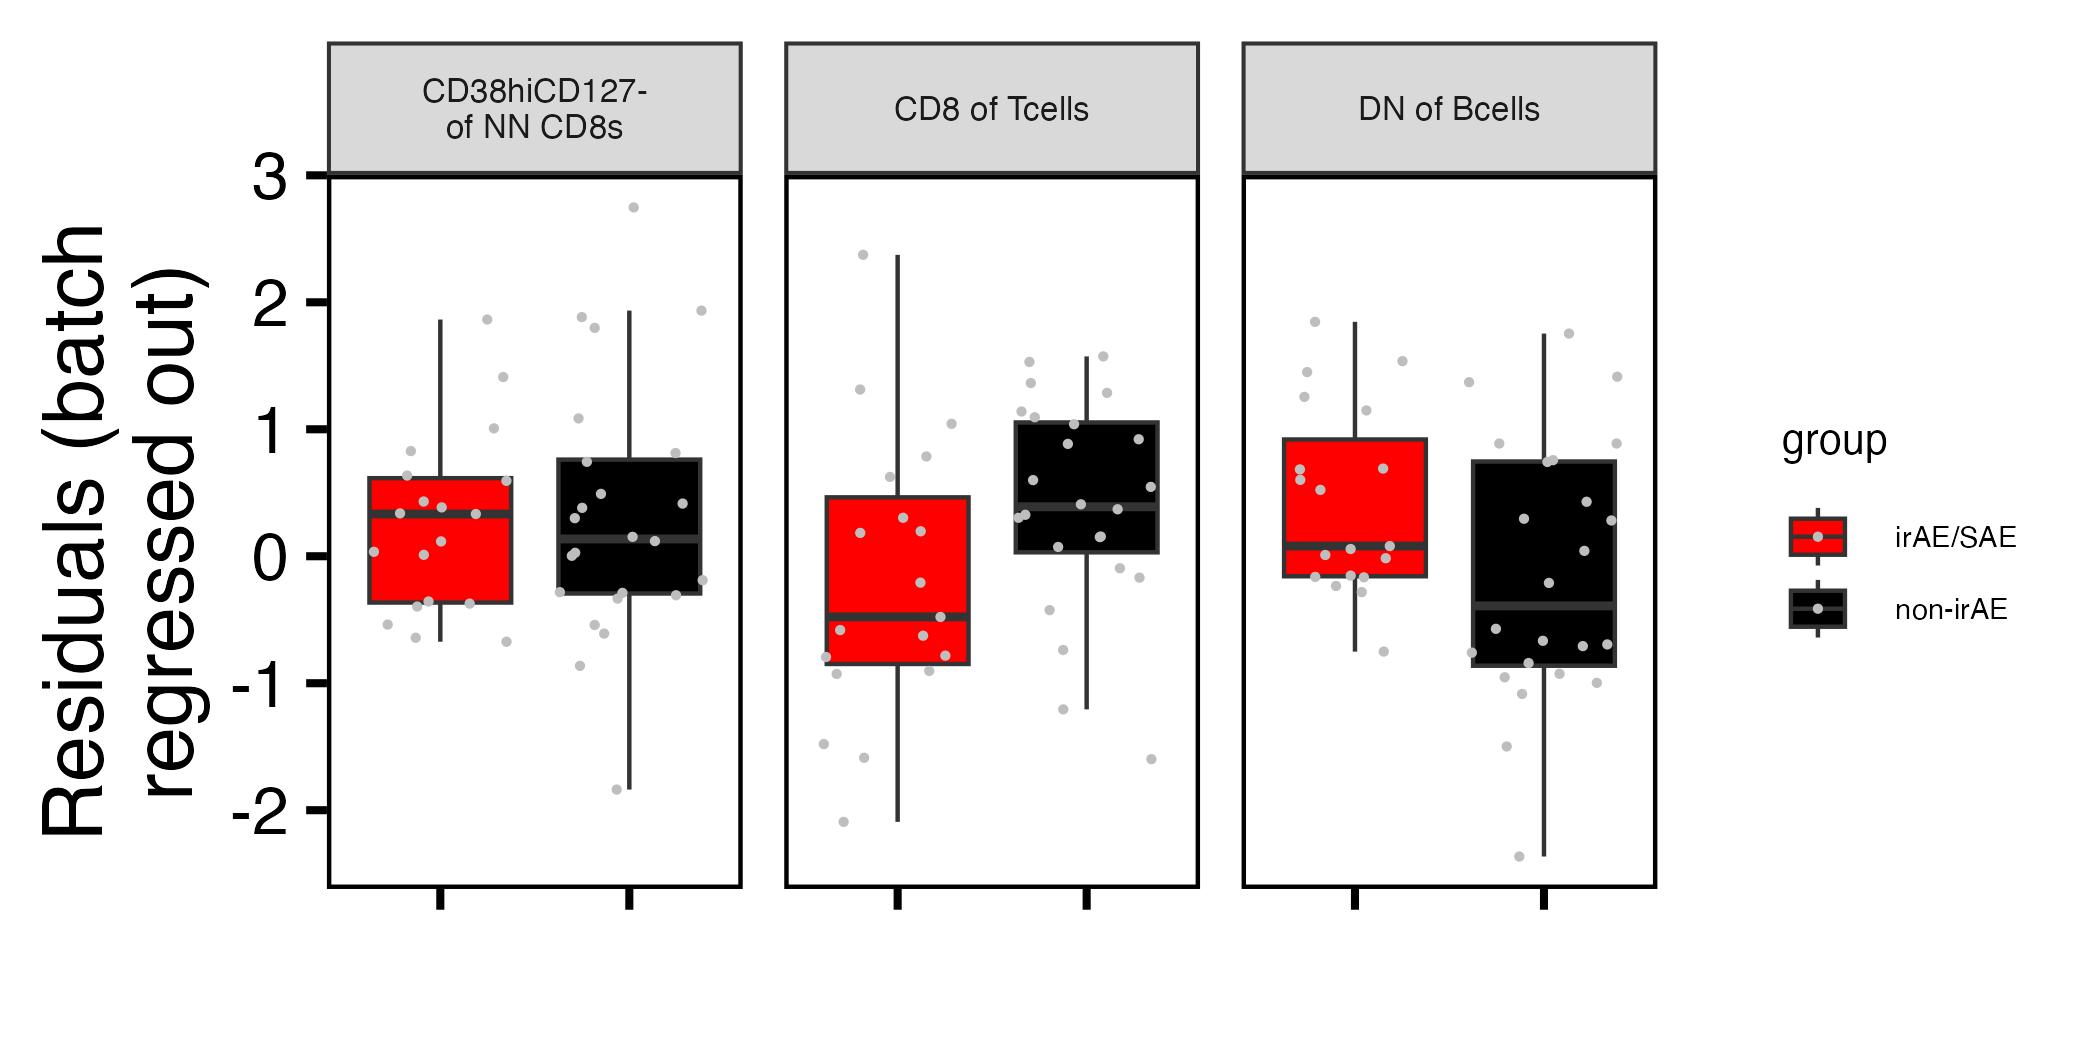 CD38hiCD127-
of NN CD8s
CD8 of Tcells
DN of Bcells
3
2
1
0
-1
-2
Residuals (batch
regressed out)
group
irAE/SAE
non-irAE